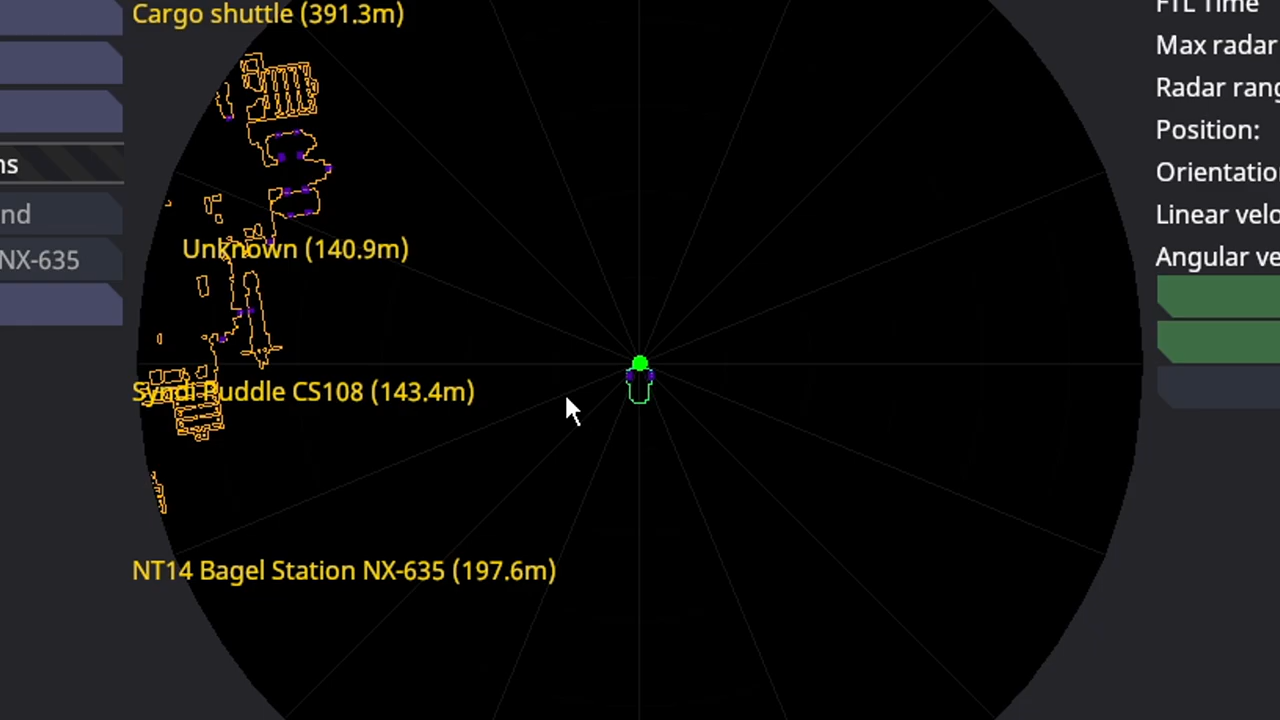 Cargo shuttle (391.3m)
FTL Time
Max radar
Radar rang
Position:
Orientatio
Linear velo
Angular ve
ns
nd
NX-635
Unknown (140.9m)
Syndi Puddle CS108 (143.4m)
NT14 Bagel Station NX-635 (197.6m)